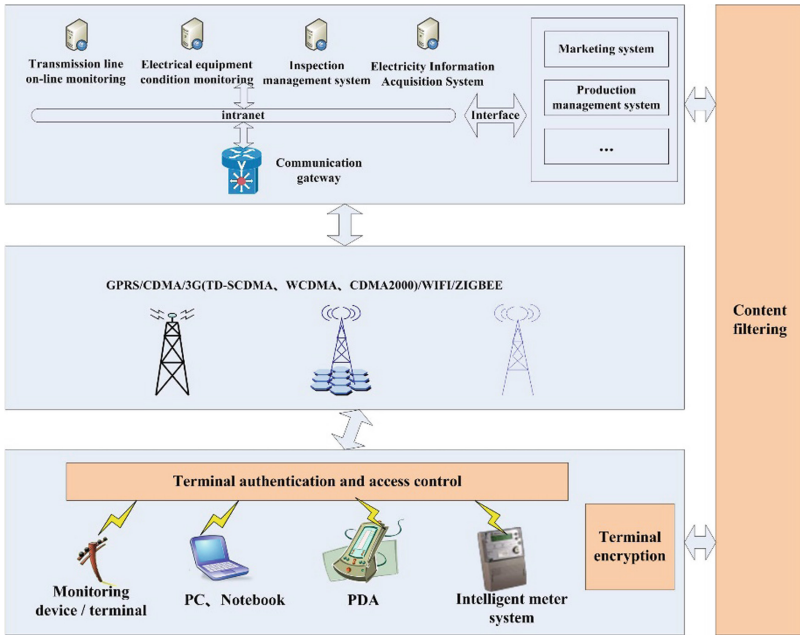 Transmission line
on-line monitoring
Electrical equipment
condition monitoring
Inspection
management system
Electricity Information
Acquisition System
Marketing system
Production
management system
...
intranet
Interface
Communication
gateway
GPRS/CDMA/3G(TD-SCDMA、WCDMA、CDMA2000)/WIFI/ZIGBEE
Content
filtering
Terminal authentication and access control
Terminal
encryption
Monitoring
device / terminal
PC、Notebook
PDA
Intelligent meter
system